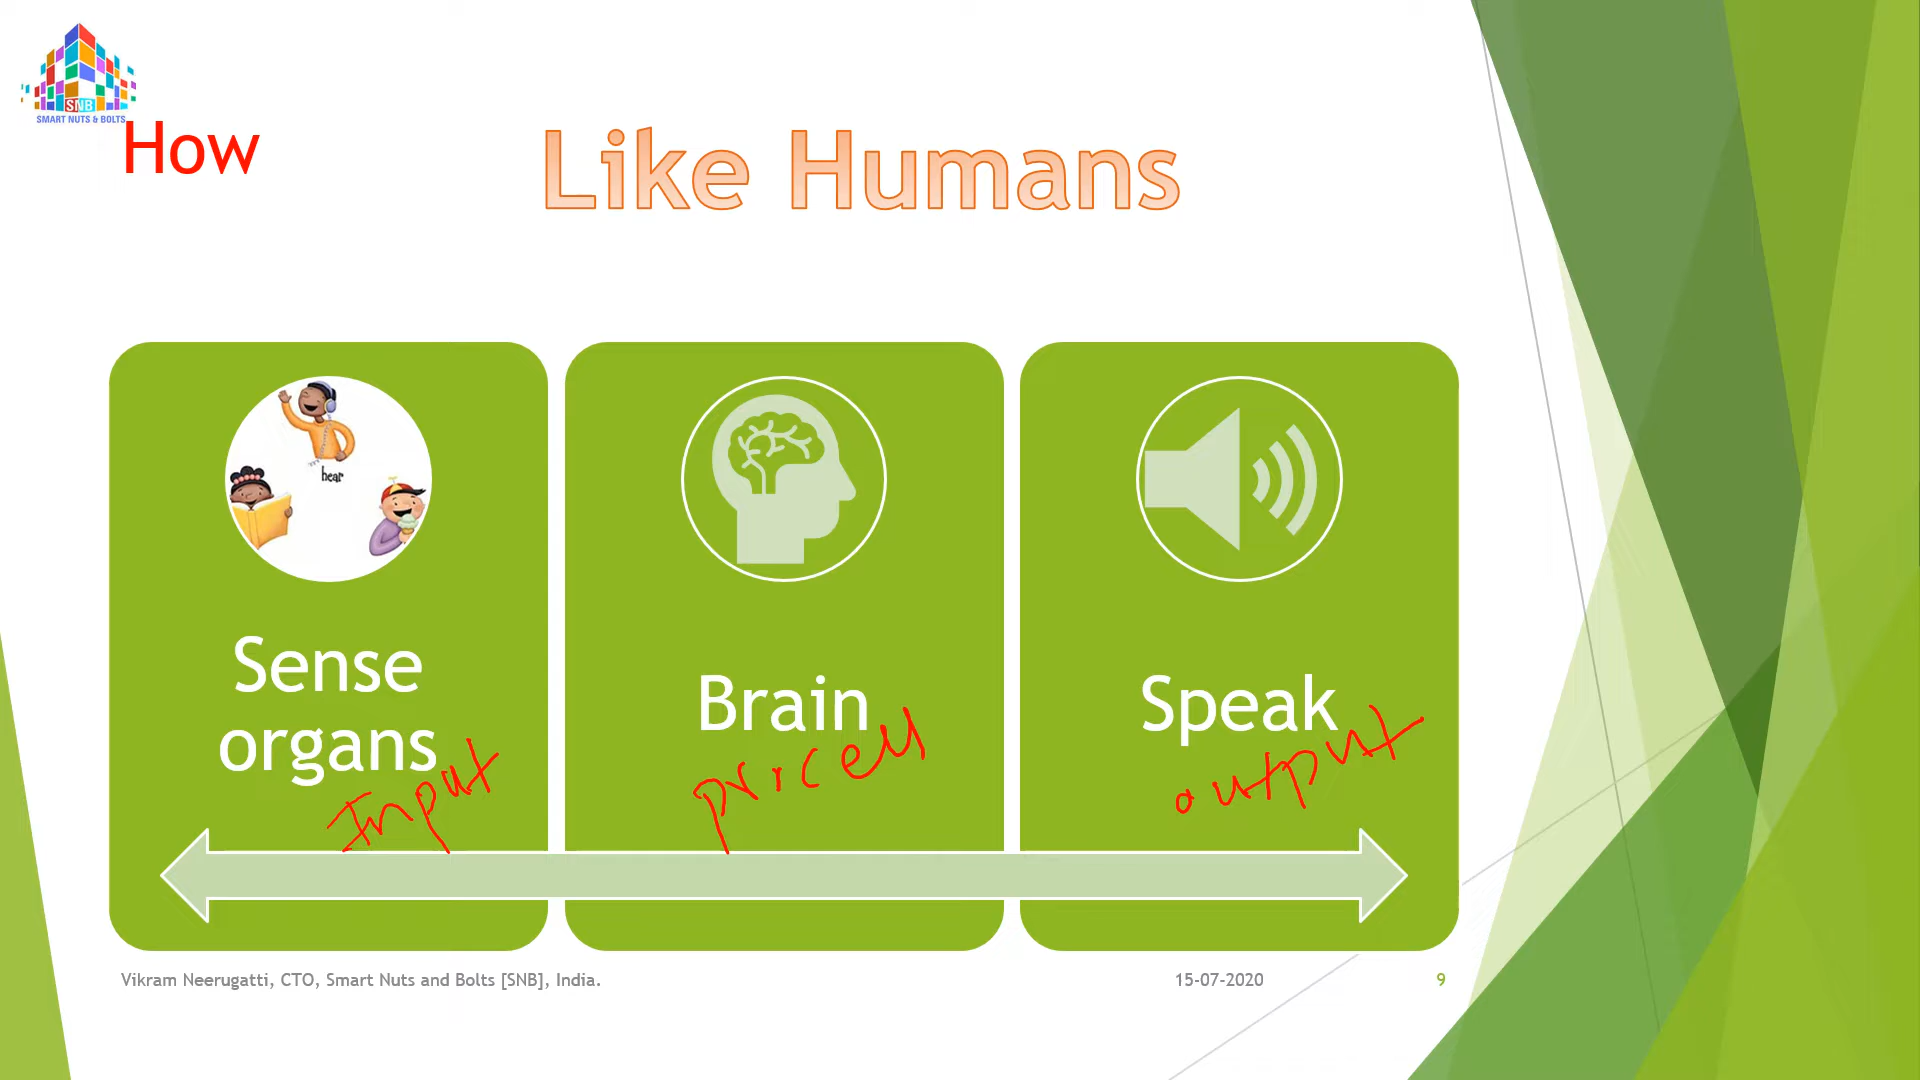 SNB
SMART NUTS & BOLTS
How
Like Humans
hear
Sense
organs
Input
Brain
process
Speak
output
Vikram Neerugatti, CTO, Smart Nuts and Bolts [SNB], India.
15-07-2020
9